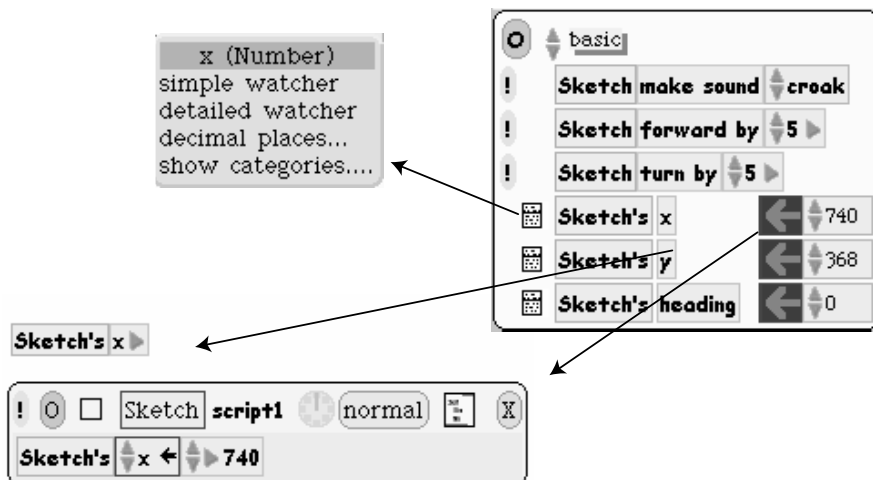 x (Number)
simple watcher
detailed watcher
decimal places...
show categories....
O basic
! Sketch make sound croak
! Sketch forward by 5
! Sketch turn by 5
Sketch's x 740
Sketch's y 368
Sketch's heading 0
Sketch's x
! O Sketch script1 normal X
Sketch's x 740